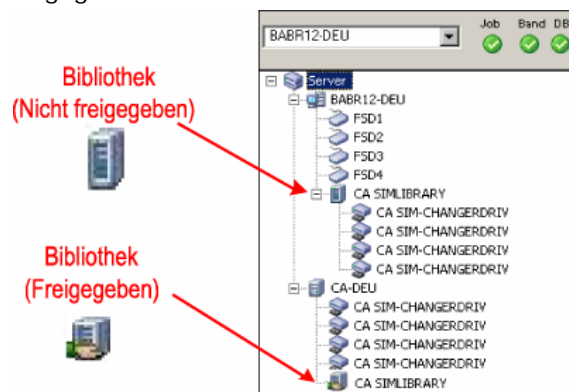 Bibliothek
(Nicht freigegeben)
Bibliothek
(Freigegeben)
BABR12-DEU
Job Band DB
Server
BABR12-DEU
FSD1
FSD2
FSD3
FSD4
CA SIMLIBRARY
CA SIM-CHANGERDRIV
CA SIM-CHANGERDRIV
CA SIM-CHANGERDRIV
CA SIM-CHANGERDRIV
CA-DEU
CA SIM-CHANGERDRIV
CA SIM-CHANGERDRIV
CA SIM-CHANGERDRIV
CA SIM-CHANGERDRIV
CA SIMLIBRARY